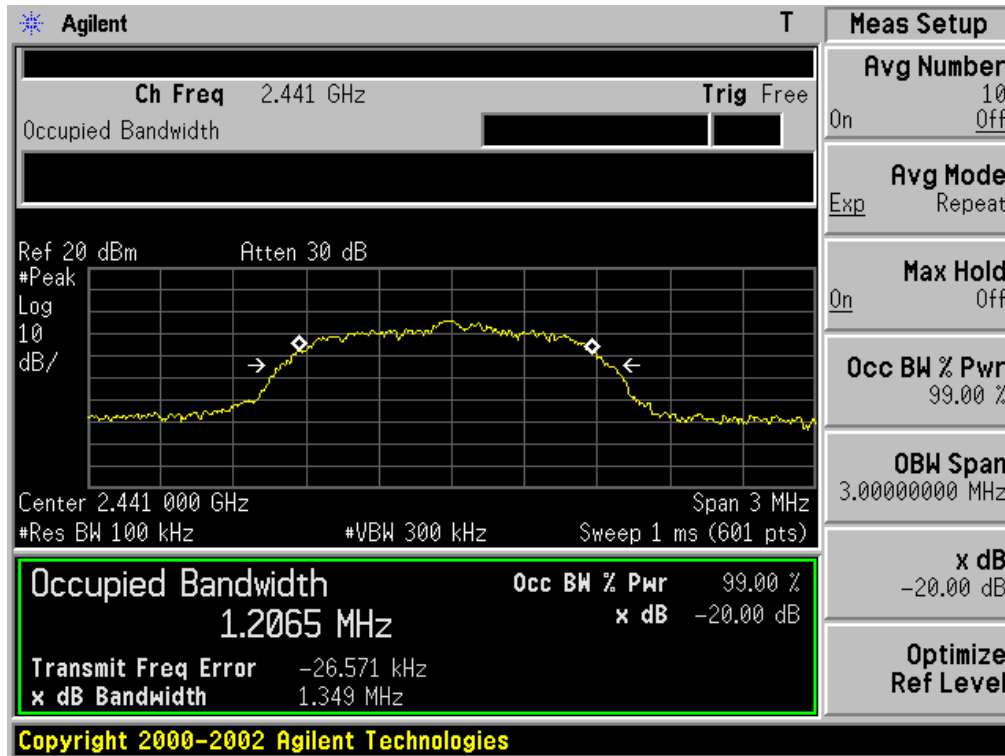 Agilent T
Ch Freq 2.441 GHz Trig Free
Occupied Bandwidth
Ref 20 dBm Atten 30 dB
#Peak
Log
10
dB/
Center 2.441 000 GHz Span 3 MHz
#Res BW 100 kHz #VBW 300 kHz Sweep 1 ms (601 pts)
Occupied Bandwidth
1.2065 MHz
Occ BW % Pwr 99.00 %
x dB -20.00 dB
Transmit Freq Error -26.571 kHz
x dB Bandwidth 1.349 MHz
Copyright 2000-2002 Agilent Technologies
Meas Setup
Avg Number
10
On Off
Avg Mode
Exp Repeat
Max Hold
On Off
Occ BW % Pwr
99.00 %
OBW Span
3.00000000 MHz
x dB
-20.00 dB
Optimize
Ref Level